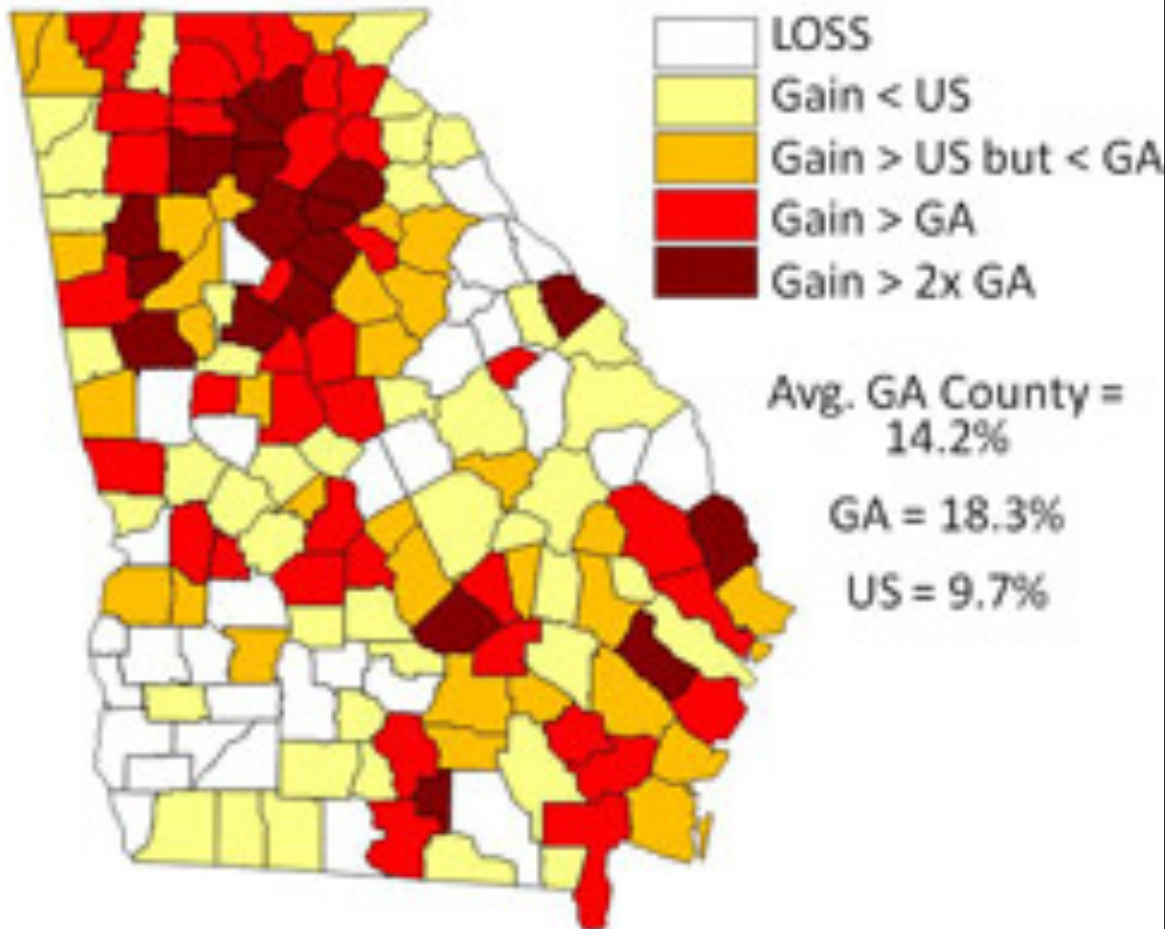 LOSS
Gain < US
Gain > US but < GA
Gain > GA
Gain > 2x GA
Avg. GA County =
14.2%
GA = 18.3%
US = 9.7%